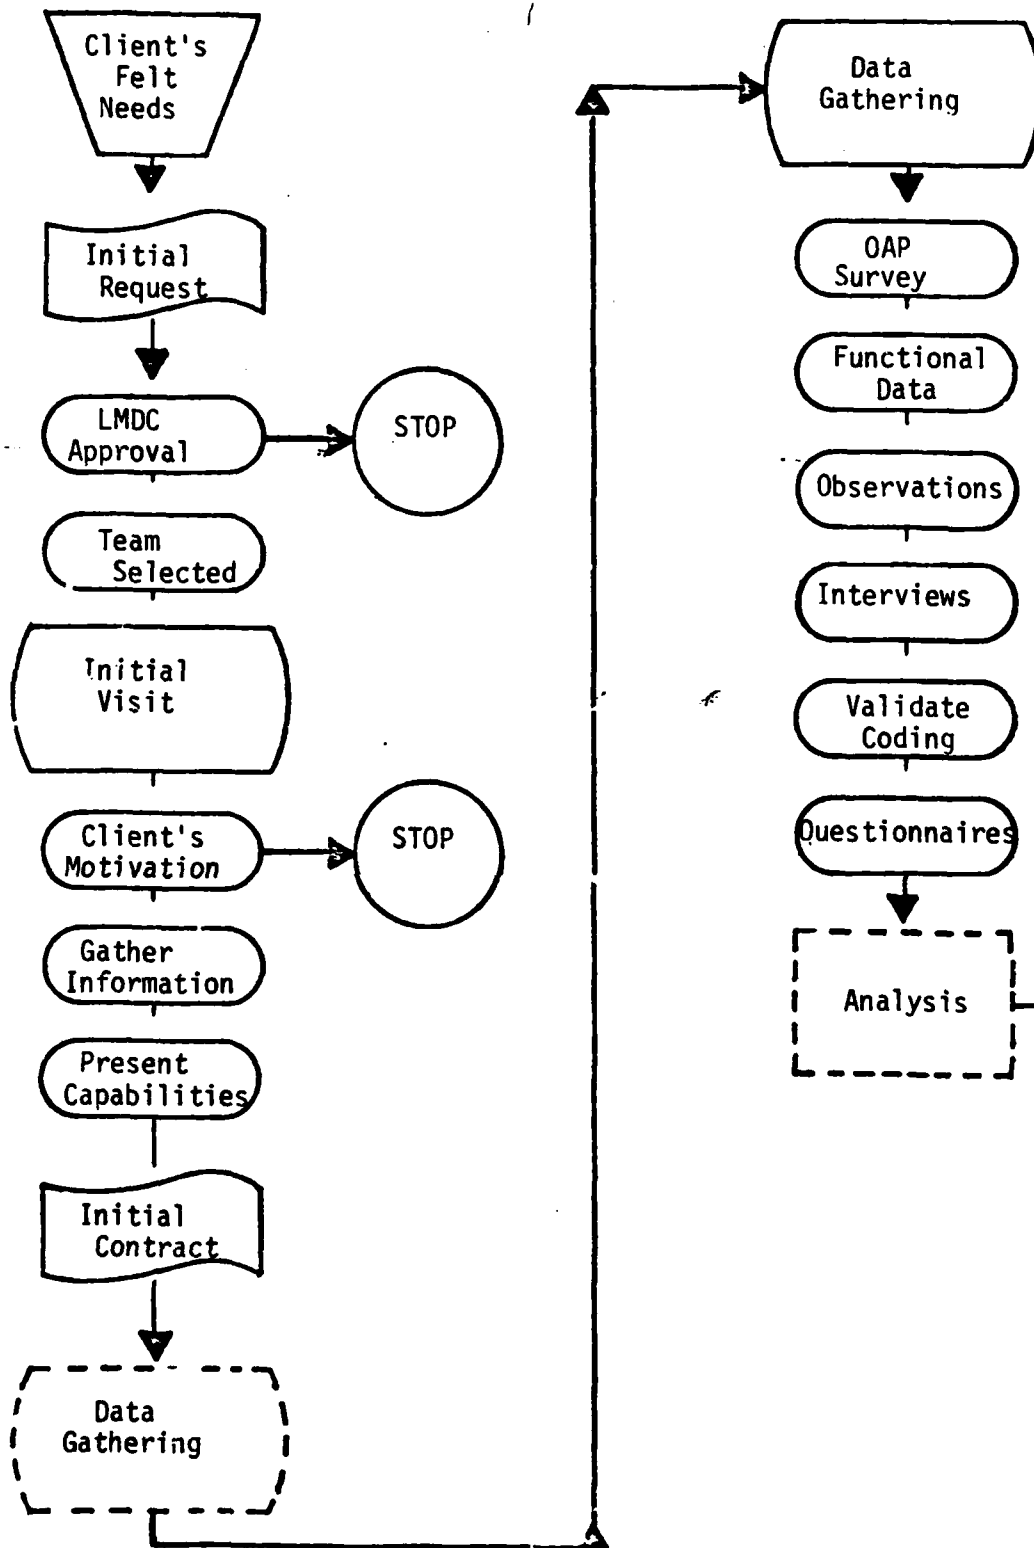 Client's
Felt
Needs
Initial
Request
LMDC
Approval
STOP
Team
Selected
Initial
Visit
Client's
Motivation
STOP
Gather
Information
Present
Capabilities
Initial
Contract
Data
Gathering
Data
Gathering
OAP
Survey
Functional
Data
Observations
Interviews
Validate
Coding
Questionnaires
Analysis